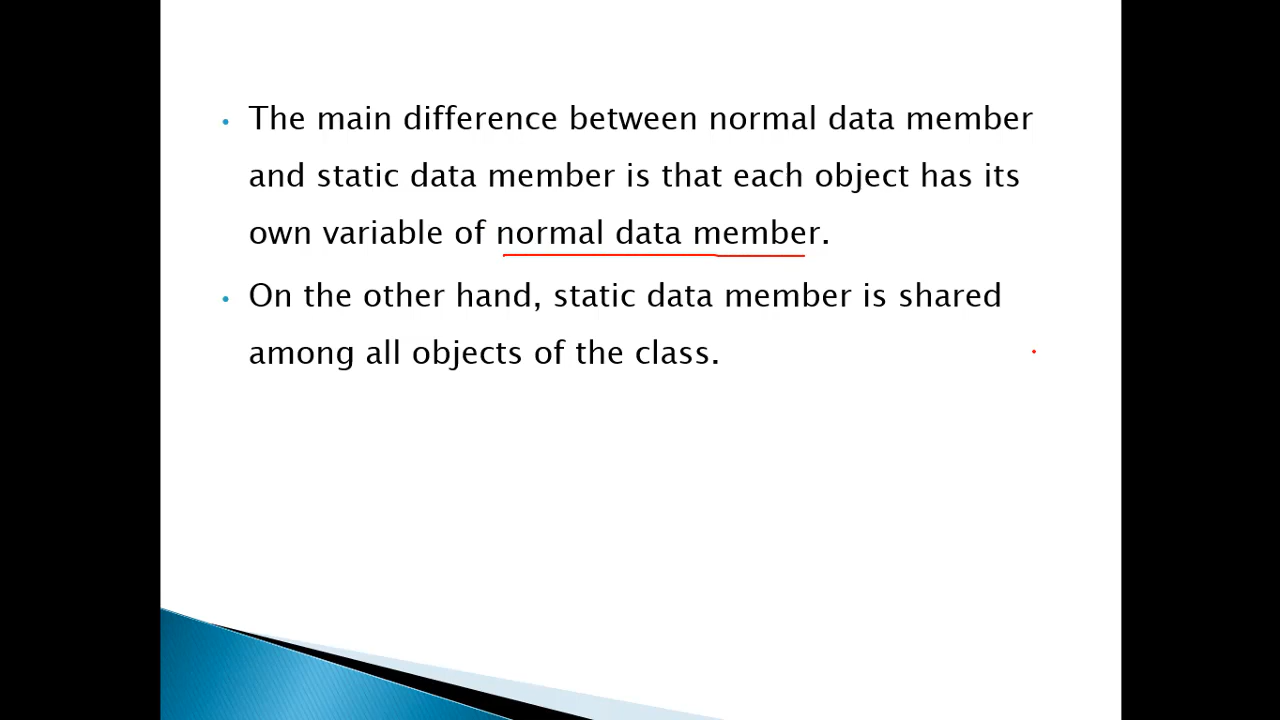 • The main difference between normal data member
and static data member is that each object has its
own variable of normal data member.
• On the other hand, static data member is shared
among all objects of the class.